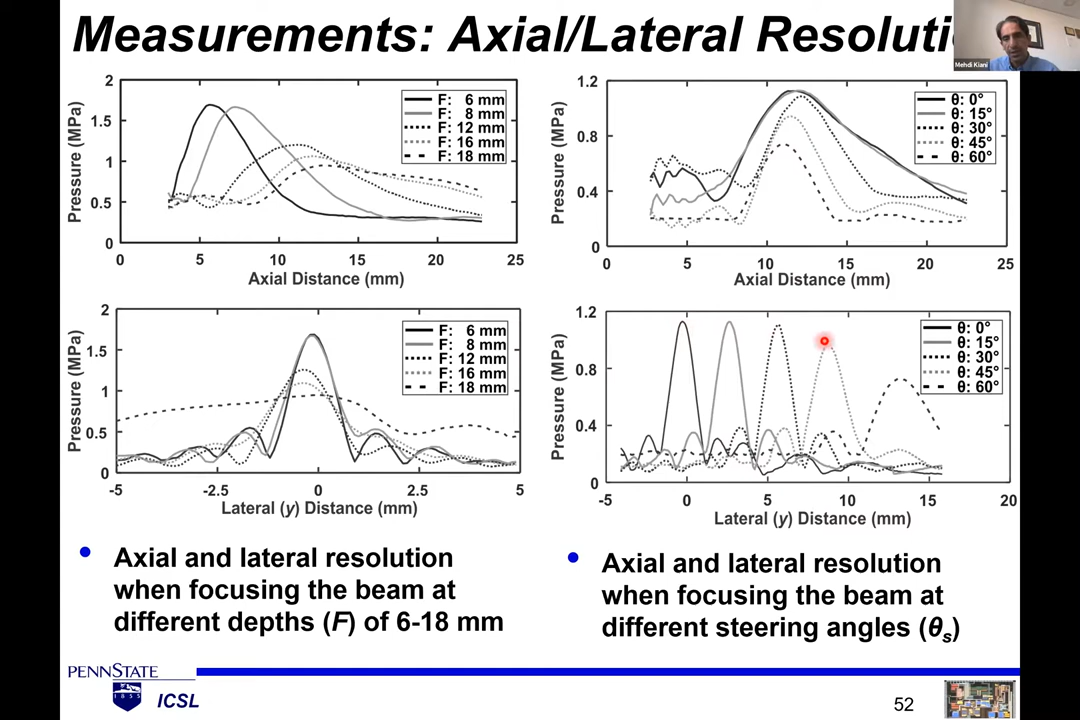 Measurements: Axial/Lateral Resoluti
Mehdi Kiani
2
1.5
1
0.5
0
Pressure (MPa)
F: 6 mm
F: 8 mm
F: 12 mm
F: 16 mm
F: 18 mm
0 5 10 15 20 25
Axial Distance (mm)
1.2
0.8
0.4
0
Pressure (MPa)
θ: 0°
θ: 15°
θ: 30°
θ: 45°
θ: 60°
0 5 10 15 20 25
Axial Distance (mm)
2
1.5
1
0.5
0
Pressure (MPa)
F: 6 mm
F: 8 mm
F: 12 mm
F: 16 mm
F: 18 mm
-5 -2.5 0 2.5 5
Lateral (y) Distance (mm)
1.2
0.8
0.4
0
Pressure (MPa)
θ: 0°
θ: 15°
θ: 30°
θ: 45°
θ: 60°
-5 0 5 10 15 20
Lateral (y) Distance (mm)
• Axial and lateral resolution
when focusing the beam at
different depths (F) of 6-18 mm
• Axial and lateral resolution
when focusing the beam at
different steering angles (θs)
PENNSTATE
1855
ICSL
52